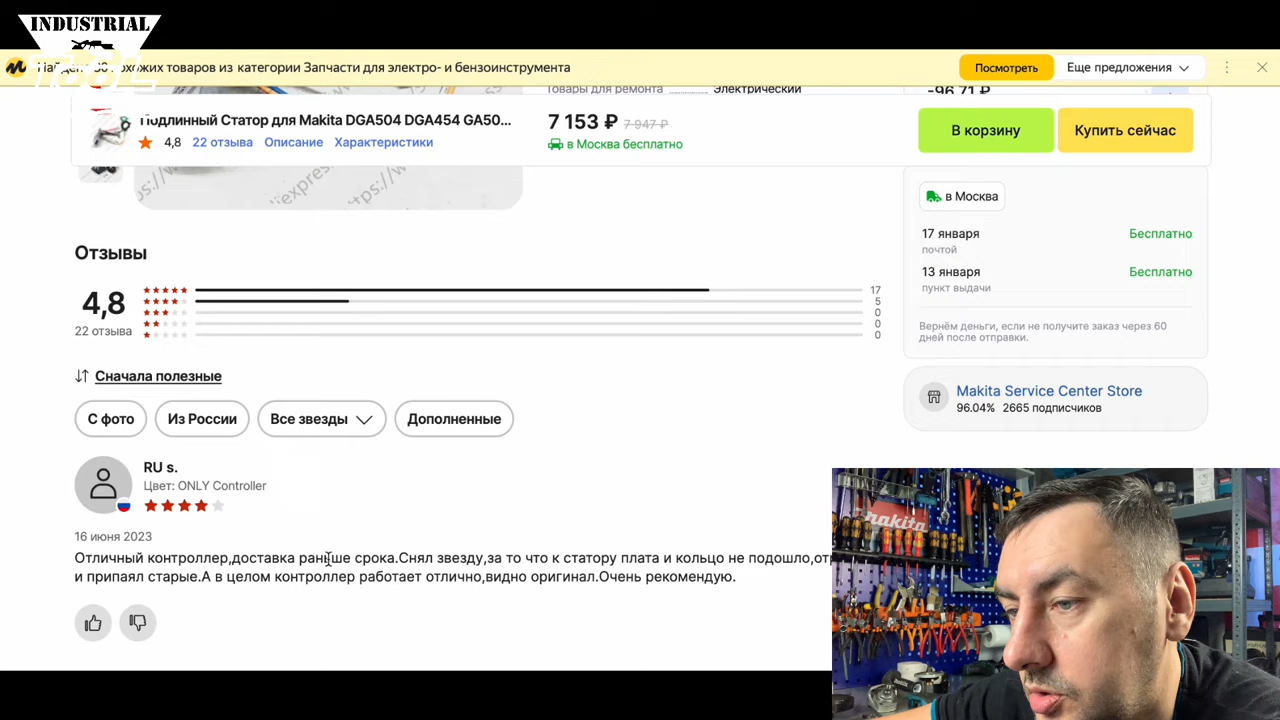 INDUSTRIAL
похожих товаров из категории Запчасти для электро- и бензоинструмента
Посмотреть
Еще предложения
Товары для ремонта
Электрический
-96,71 ₽
Подлинный Статор для Makita DGA504 DGA454 GA50...
4,8
22 отзыва
Описание
Характеристики
7 153 ₽
7 947 ₽
в Москва бесплатно
В корзину
Купить сейчас
в Москва
17 января
Бесплатно
почтой
13 января
Бесплатно
пункт выдачи
Вернём деньги, если не получите заказ через 60
дней после отправки.
Makita Service Center Store
96.04% 2665 подписчиков
Отзывы
4,8
22 отзыва
17
5
0
0
0
Сначала полезные
С фото
Из России
Все звезды
Дополненные
RU s.
Цвет: ONLY Controller
16 июня 2023
Отличный контроллер,доставка раньше срока.Снял звезду,за то что к статору плата и кольцо не подошло,
и припаял старые.А в целом контроллер работает отлично,видно оригинал.Очень рекомендую.
makita